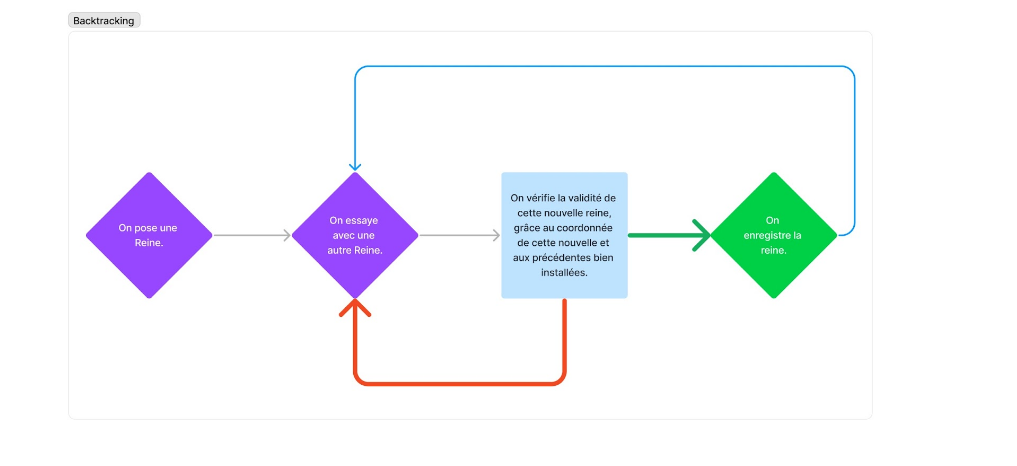 Backtracking
On pose une
Reine.
On essaye
avec une
autre Reine.
On vérifie la validité de
cette nouvelle reine,
grâce au coordonnée
de cette nouvelle et
aux précédentes bien
installées.
On
enregistre la
reine.